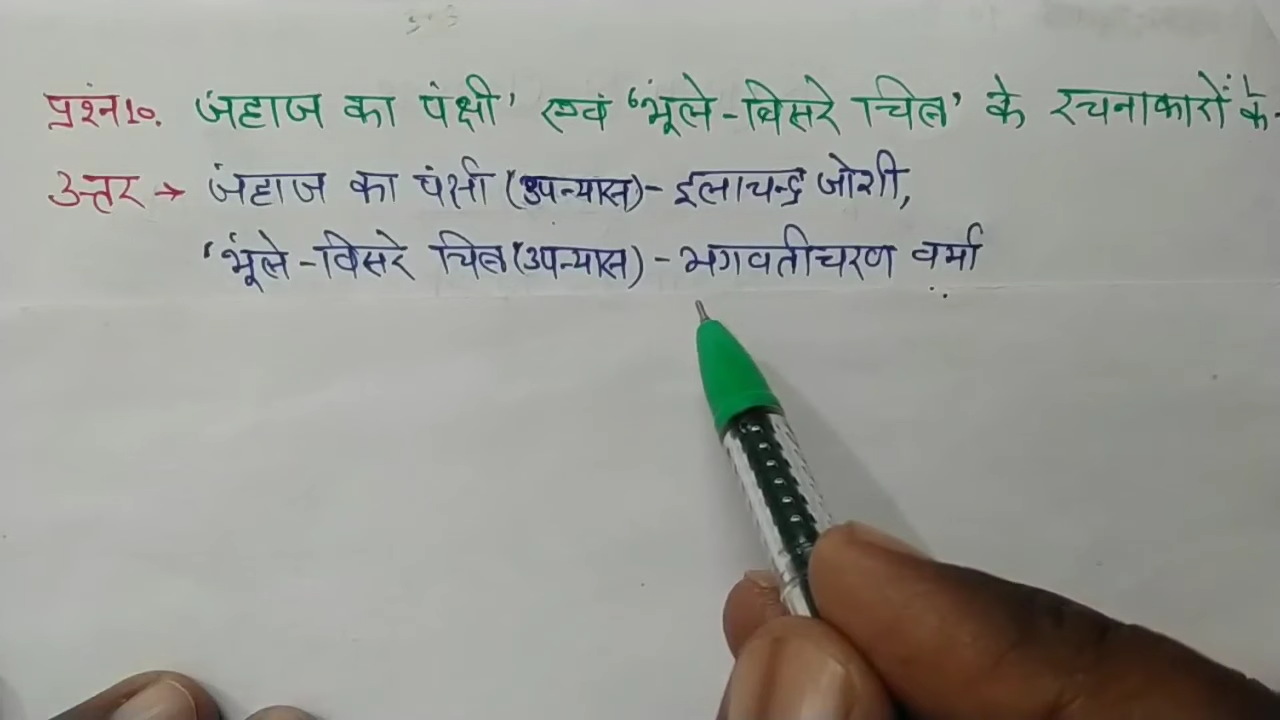 प्रश्न10. जहाज का पंक्षी' एवं 'भूले-बिसरे चित्र' के रचनाकारों के
उत्तर → जहाज का पंक्षी (उपन्यास)- इलाचन्द्र जोशी,
'भूले-बिसरे चित्र(उपन्यास) - भगवतीचरण वर्मा